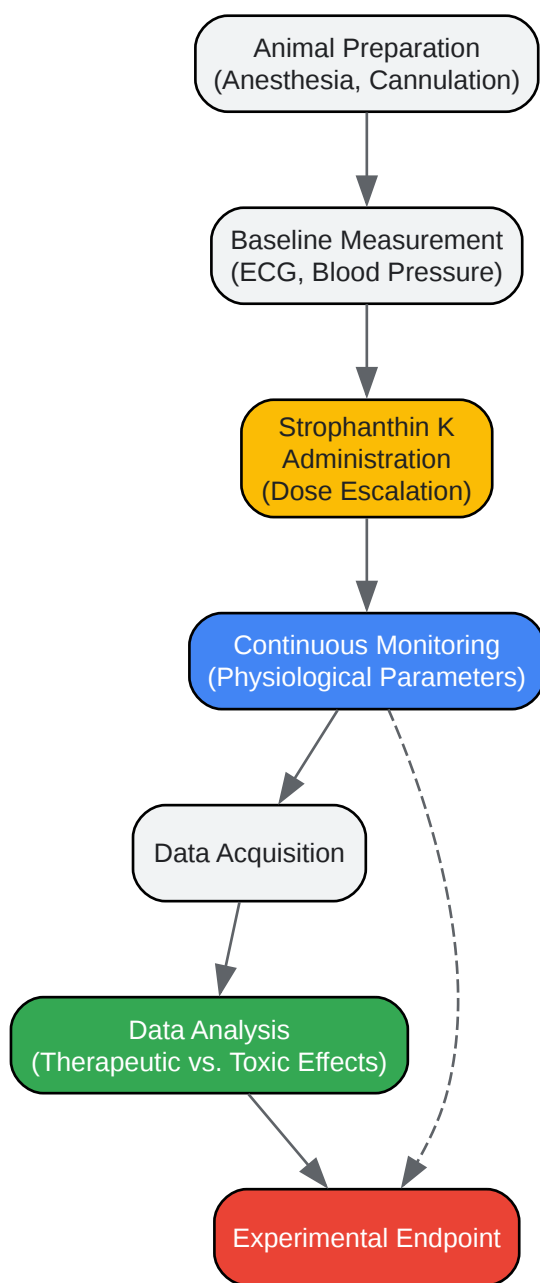 Animal Preparation
(Anesthesia, Cannulation)
Baseline Measurement
(ECG, Blood Pressure)
Strophanthin K
Administration
(Dose Escalation)
Continuous Monitoring
(Physiological Parameters)
Data Acquisition
Data Analysis
(Therapeutic vs. Toxic Effects)
Experimental Endpoint